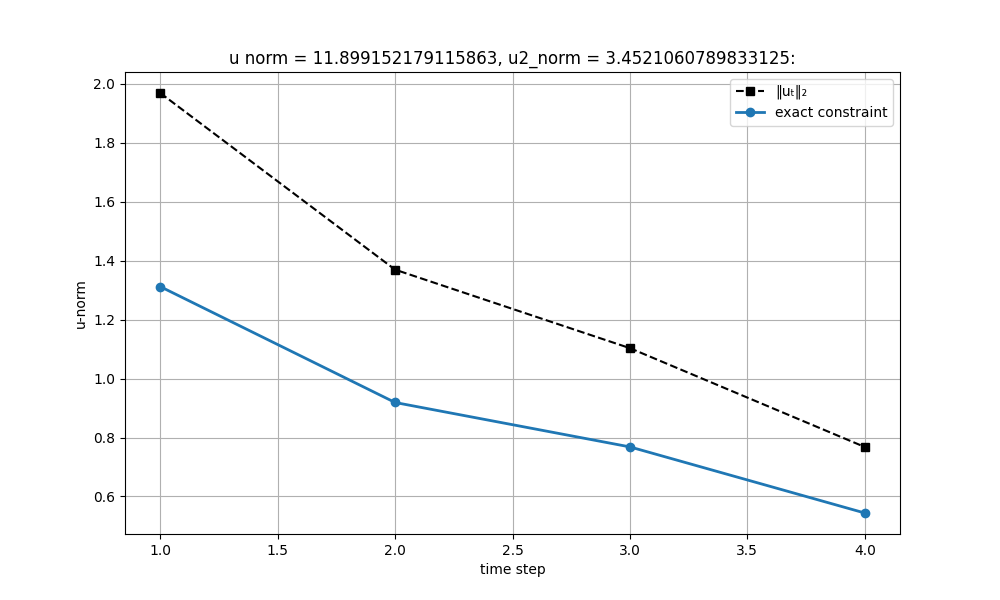 u norm = 11.899152179115863, u2_norm = 3.4521060789833125:
‖uₜ‖₂
exact constraint
u-norm
2.0
1.8
1.6
1.4
1.2
1.0
0.8
0.6
1.0 1.5 2.0 2.5 3.0 3.5 4.0
time step